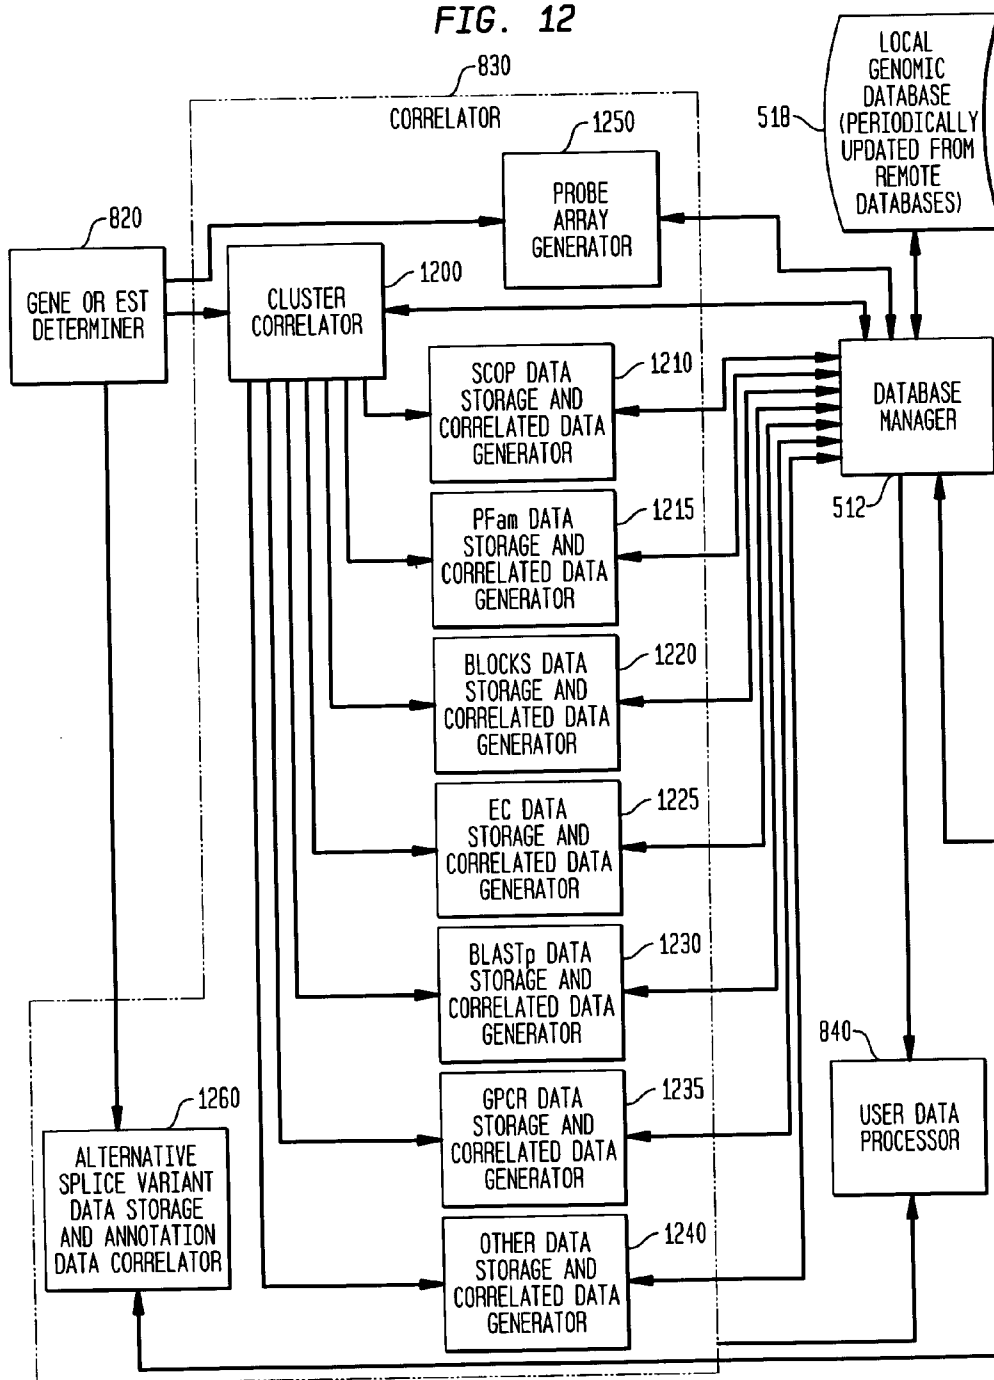 FIG. 12
830
CORRELATOR
1250
PROBE
ARRAY
GENERATOR
518
LOCAL
GENOMIC
DATABASE
(PERIODICALLY
UPDATED FROM
REMOTE
DATABASES)
820
GENE OR EST
DETERMINER
1200
CLUSTER
CORRELATOR
1210
SCOP DATA
STORAGE AND
CORRELATED DATA
GENERATOR
DATABASE
MANAGER
512
1215
PFam DATA
STORAGE AND
CORRELATED DATA
GENERATOR
1220
BLOCKS DATA
STORAGE AND
CORRELATED DATA
GENERATOR
1225
EC DATA
STORAGE AND
CORRELATED DATA
GENERATOR
1230
BLASTp DATA
STORAGE AND
CORRELATED DATA
GENERATOR
840
USER DATA
PROCESSOR
1235
GPCR DATA
STORAGE AND
CORRELATED DATA
GENERATOR
1260
ALTERNATIVE
SPLICE VARIANT
DATA STORAGE
AND ANNOTATION
DATA CORRELATOR
1240
OTHER DATA
STORAGE AND
CORRELATED DATA
GENERATOR